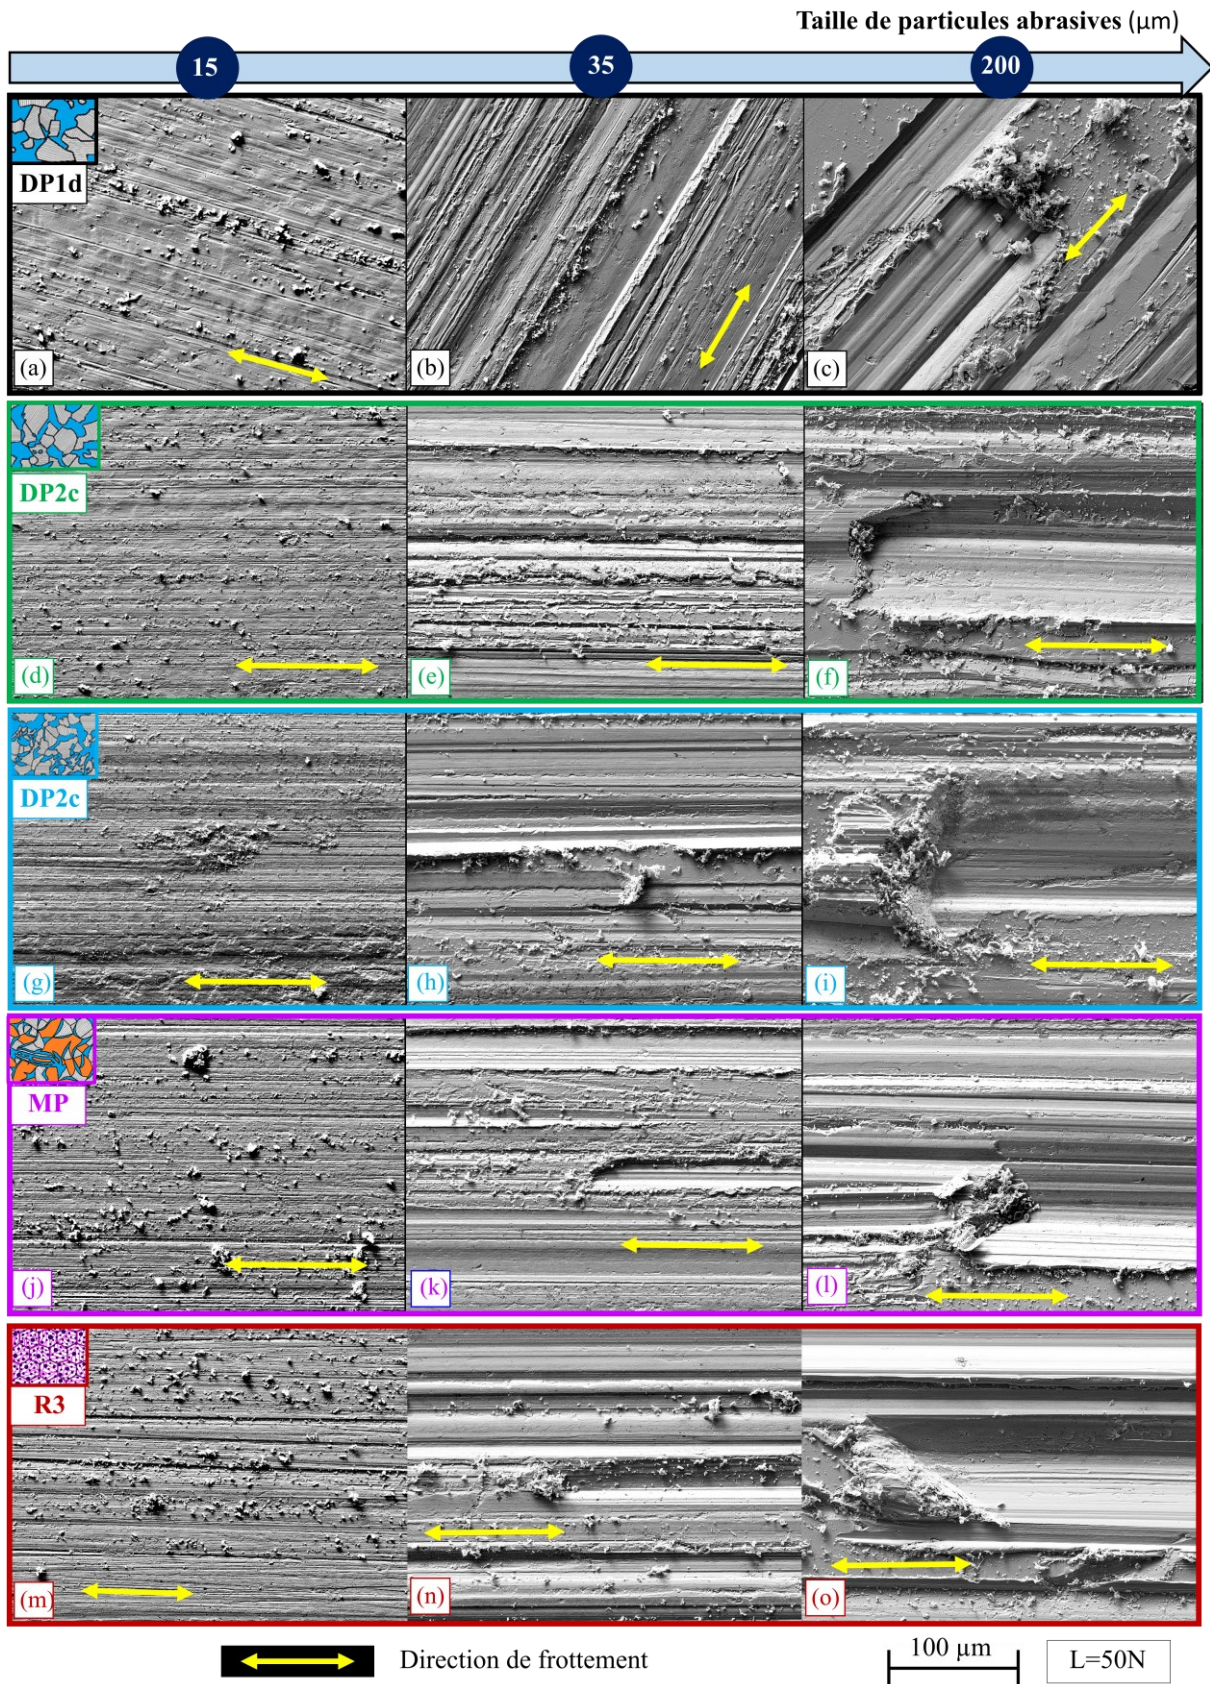 Taille de particules abrasives (µm)
15
35
200
DP1d
(a)
(b)
(c)
DP2c
(d)
(e)
(f)
DP2c
(g)
(h)
(i)
MP
(j)
(k)
(l)
R3
(m)
(n)
(o)
Direction de frottement
100 µm
L=50N